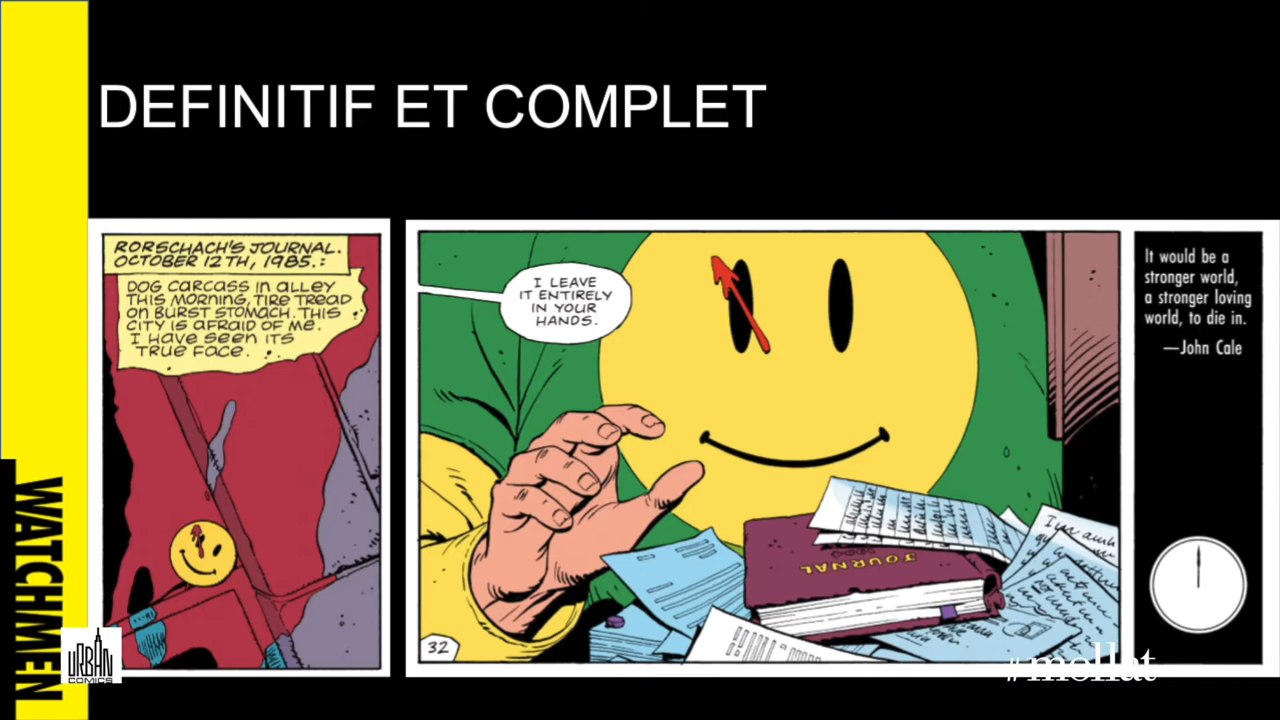 DEFINITIF ET COMPLET
RORSCHACH'S JOURNAL.
OCTOBER 12TH, 1985.:
DOG CARCASS IN ALLEY
THIS MORNING, TIRE TREAD
ON BURST STOMACH. THIS
CITY IS AFRAID OF ME.
I HAVE SEEN ITS
TRUE FACE.
I LEAVE
IT ENTIRELY
IN YOUR
HANDS.
It would be a
stronger world,
a stronger loving
world, to die in.
—John Cale
JOURNAL
32
WATCHMEN
URBAN
COMICS
#mollat